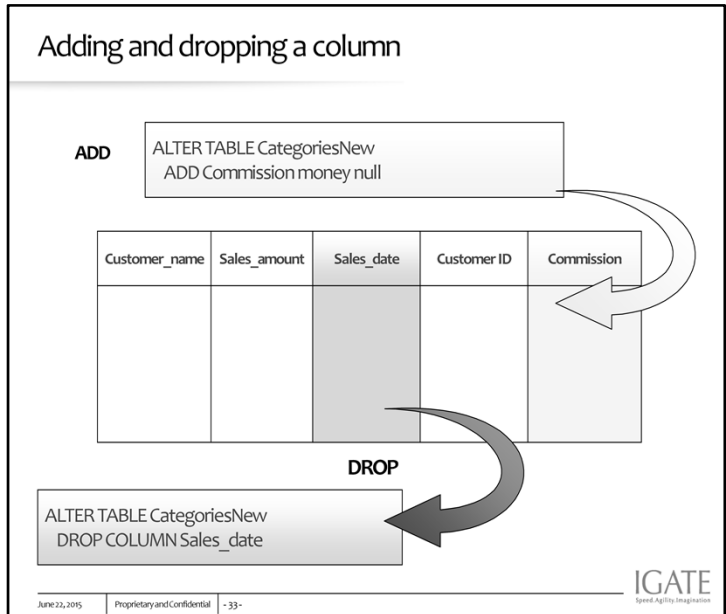 Adding and dropping a column
ADD
ALTER TABLE CategoriesNew
ADD Commission money null
Customer_name Sales_amount Sales_date Customer ID Commission
DROP
ALTER TABLE CategoriesNew
DROP COLUMN Sales_date
June 22, 2015 Proprietary and Confidential - 33 -
IGATE
Speed.Agility.Imagination